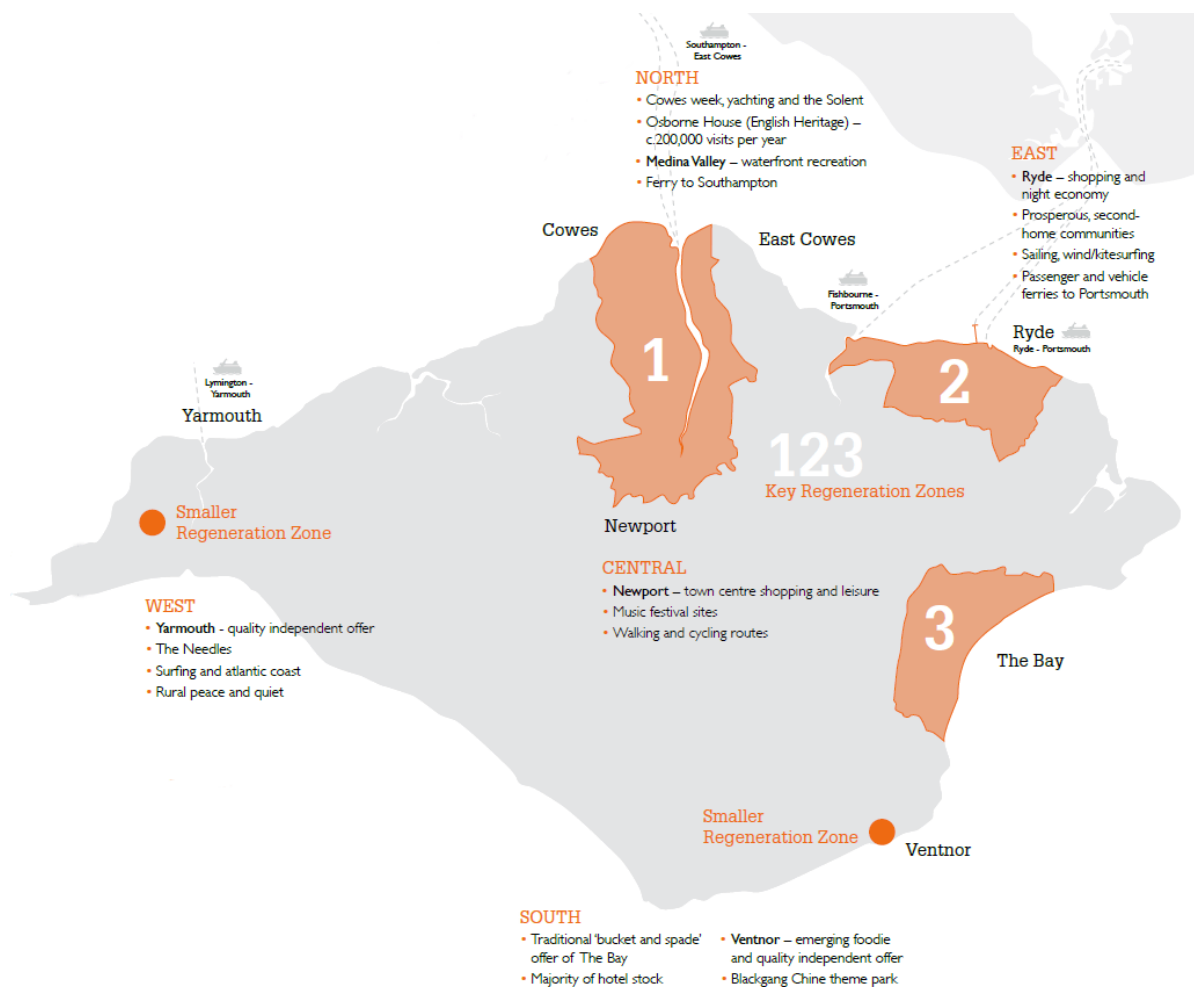 Southampton -
East Cowes
NORTH
• Cowes week, yachting and the Solent
• Osborne House (English Heritage) –
c.200,000 visits per year
• Medina Valley – waterfront recreation
• Ferry to Southampton
EAST
• Ryde – shopping and
night economy
• Prosperous, second-
home communities
• Sailing, wind/kitesurfing
• Passenger and vehicle
ferries to Portsmouth
Cowes
East Cowes
Fishbourne -
Portsmouth
Ryde
Ryde - Portsmouth
1
2
Lymington -
Yarmouth
Yarmouth
123
Key Regeneration Zones
Smaller
Regeneration Zone
Newport
CENTRAL
• Newport – town centre shopping and leisure
• Music festival sites
• Walking and cycling routes
WEST
• Yarmouth - quality independent offer
• The Needles
• Surfing and atlantic coast
• Rural peace and quiet
3
The Bay
Smaller
Regeneration Zone
Ventnor
SOUTH
• Traditional ‘bucket and spade’
offer of The Bay
• Majority of hotel stock
• Ventnor – emerging foodie
and quality independent offer
• Blackgang Chine theme park